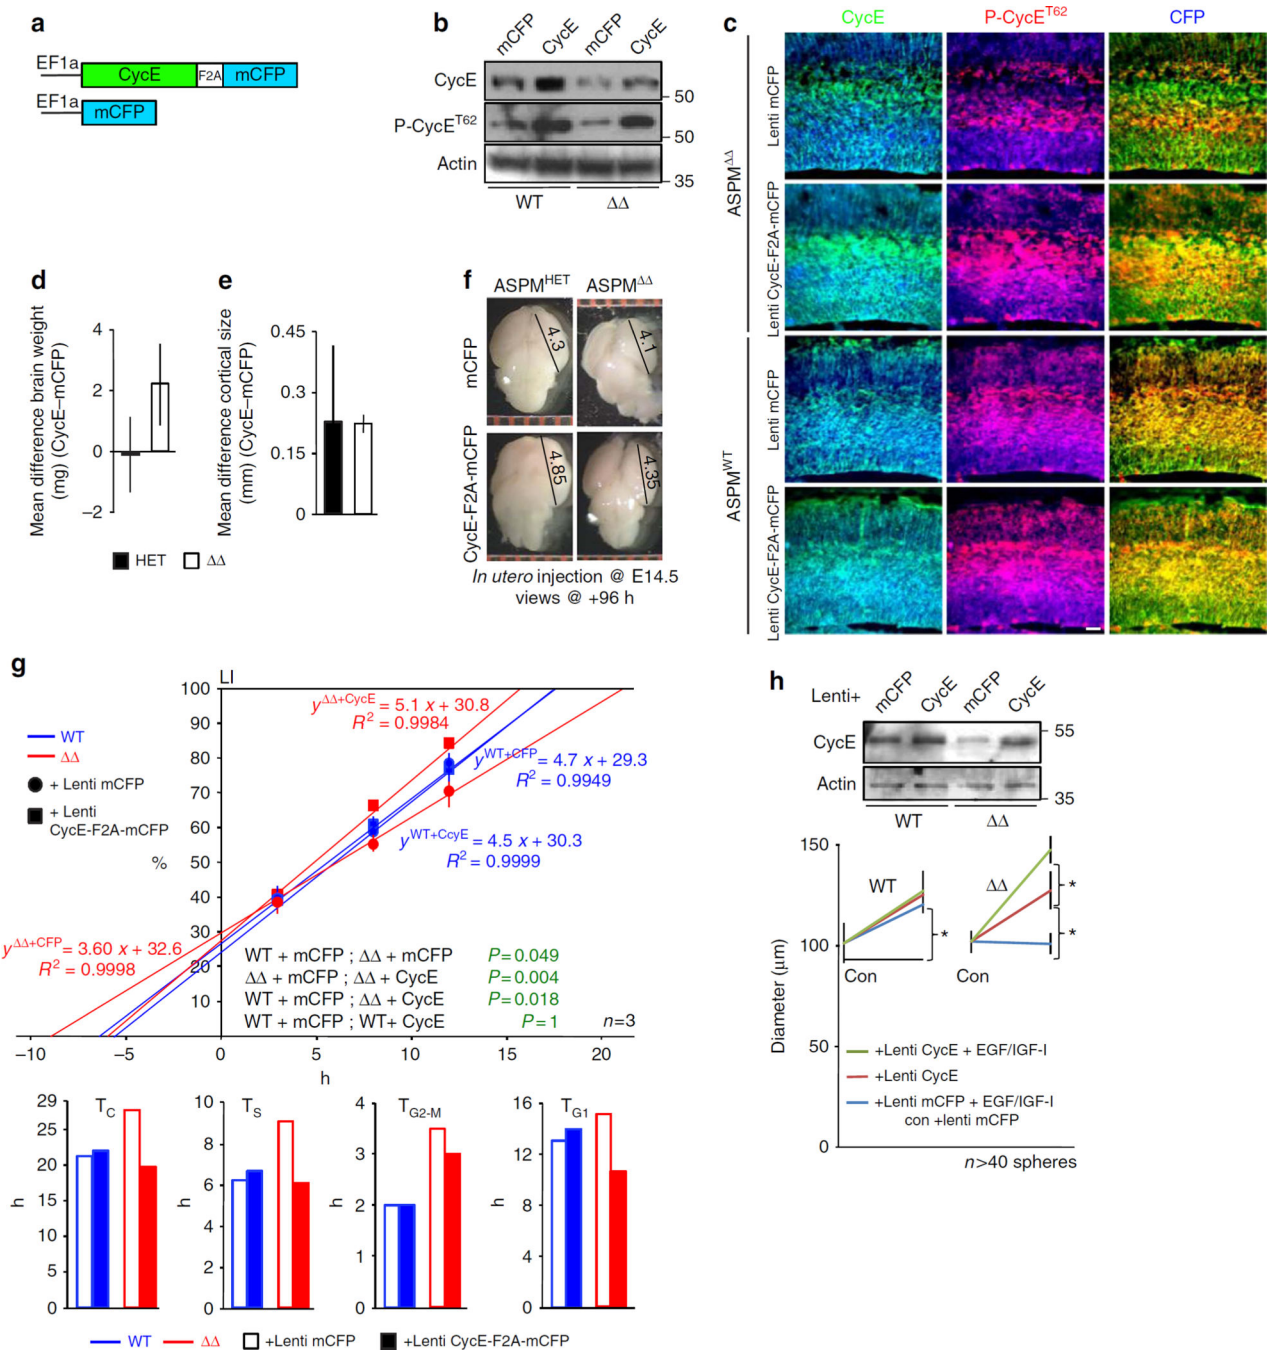 a
EF1a
CycE
F2A
mCFP
EF1a
mCFP
b
mCFP
CycE
mCFP
CycE
CycE
50
P-CycE^T62
50
Actin
35
WT
ΔΔ
c
CycE
P-CycE^T62
CFP
ASPM^ΔΔ
Lenti mCFP
Lenti CycE-F2A-mCFP
ASPM^WT
Lenti mCFP
Lenti CycE-F2A-mCFP
d
Mean difference brain weight
(mg) (CycE–mCFP)
4
2
0
–2
e
Mean difference cortical size
(mm) (CycE–mCFP)
0.45
0.3
0.15
0
HET
ΔΔ
f
ASPM^HET
ASPM^ΔΔ
mCFP
4.3
4.1
CycE-F2A-mCFP
4.85
4.35
In utero injection @ E14.5
views @ +96 h
g
LI
WT
ΔΔ
+ Lenti mCFP
+ Lenti
CycE-F2A-mCFP
%
100
90
80
70
60
50
40
30
20
10
y^ΔΔ+CycE = 5.1 x + 30.8
R² = 0.9984
y^WT+CFP = 4.7 x + 29.3
R² = 0.9949
y^WT+CcyE = 4.5 x + 30.3
R² = 0.9999
y^ΔΔ+CFP = 3.60 x + 32.6
R² = 0.9998
WT + mCFP ; ΔΔ + mCFP P=0.049
ΔΔ + mCFP ; ΔΔ + CycE P=0.004
WT + mCFP ; ΔΔ + CycE P=0.018
WT + mCFP ; WT+ CycE P=1
n=3
–10 –5 0 5 10 15 20
h
T_C
29
25
20
15
10
5
0
h
T_S
10
8
6
4
2
0
h
T_G2-M
4
3
2
1
0
h
T_G1
16
12
8
4
0
h
WT
ΔΔ
+Lenti mCFP
+Lenti CycE-F2A-mCFP
h
Lenti+
mCFP
CycE
mCFP
CycE
CycE
55
Actin
35
WT
ΔΔ
Diameter (μm)
150
100
50
0
WT
*
Con
ΔΔ
*
*
Con
+Lenti CycE + EGF/IGF-I
+Lenti CycE
+Lenti mCFP + EGF/IGF-I
con +lenti mCFP
n>40 spheres